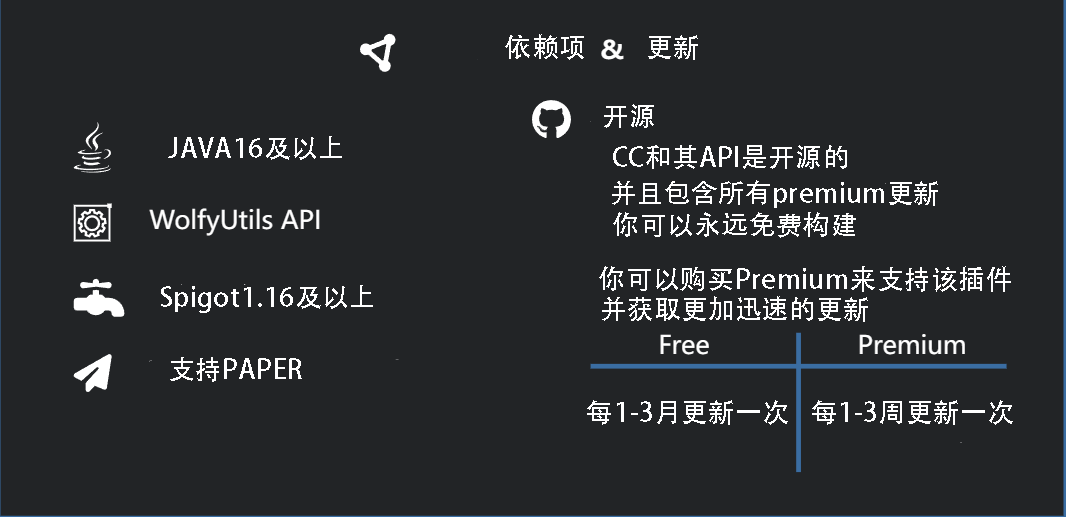 依赖项 & 更新
JAVA16及以上
WolfyUtils API
Spigot1.16及以上
支持PAPER
开源
CC和其API是开源的
并且包含所有premium更新
你可以永远免费构建
你可以购买Premium来支持该插件
并获取更加迅速的更新
Free
Premium
每1-3月更新一次
每1-3周更新一次